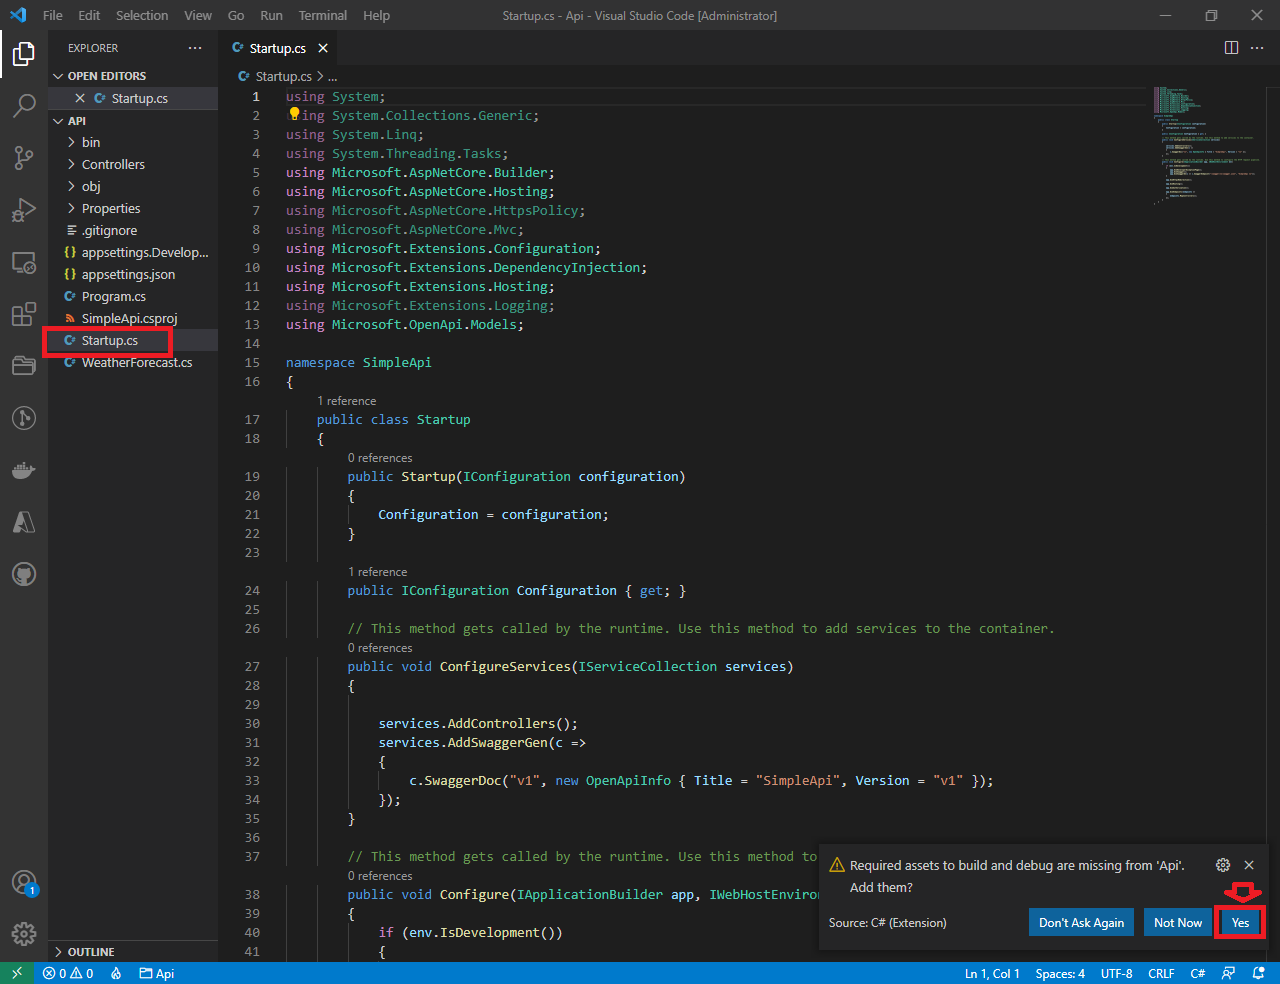 File Edit Selection View Go Run Terminal Help
Startup.cs - Api - Visual Studio Code [Administrator]
EXPLORER
OPEN EDITORS
Startup.cs
API
bin
Controllers
obj
Properties
.gitignore
appsettings.Develop...
appsettings.json
Program.cs
SimpleApi.csproj
Startup.cs
WeatherForecast.cs
OUTLINE
1
Startup.cs
Startup.cs > ...
1 using System;
2 ing System.Collections.Generic;
3 using System.Linq;
4 using System.Threading.Tasks;
5 using Microsoft.AspNetCore.Builder;
6 using Microsoft.AspNetCore.Hosting;
7 using Microsoft.AspNetCore.HttpsPolicy;
8 using Microsoft.AspNetCore.Mvc;
9 using Microsoft.Extensions.Configuration;
10 using Microsoft.Extensions.DependencyInjection;
11 using Microsoft.Extensions.Hosting;
12 using Microsoft.Extensions.Logging;
13 using Microsoft.OpenApi.Models;
14
15 namespace SimpleApi
16 {
1 reference
17 public class Startup
18 {
0 references
19 public Startup(IConfiguration configuration)
20 {
21 Configuration = configuration;
22 }
23
1 reference
24 public IConfiguration Configuration { get; }
25
26 // This method gets called by the runtime. Use this method to add services to the container.
0 references
27 public void ConfigureServices(IServiceCollection services)
28 {
29
30 services.AddControllers();
31 services.AddSwaggerGen(c =>
32 {
33 c.SwaggerDoc("v1", new OpenApiInfo { Title = "SimpleApi", Version = "v1" });
34 });
35 }
36
37 // This method gets called by the runtime. Use this method to
0 references
38 public void Configure(IApplicationBuilder app, IWebHostEnviron
39 {
40 if (env.IsDevelopment())
41 {
Required assets to build and debug are missing from 'Api'.
Add them?
Source: C# (Extension)
Don't Ask Again
Not Now
Yes
0 0 Api
Ln 1, Col 1 Spaces: 4 UTF-8 CRLF C#